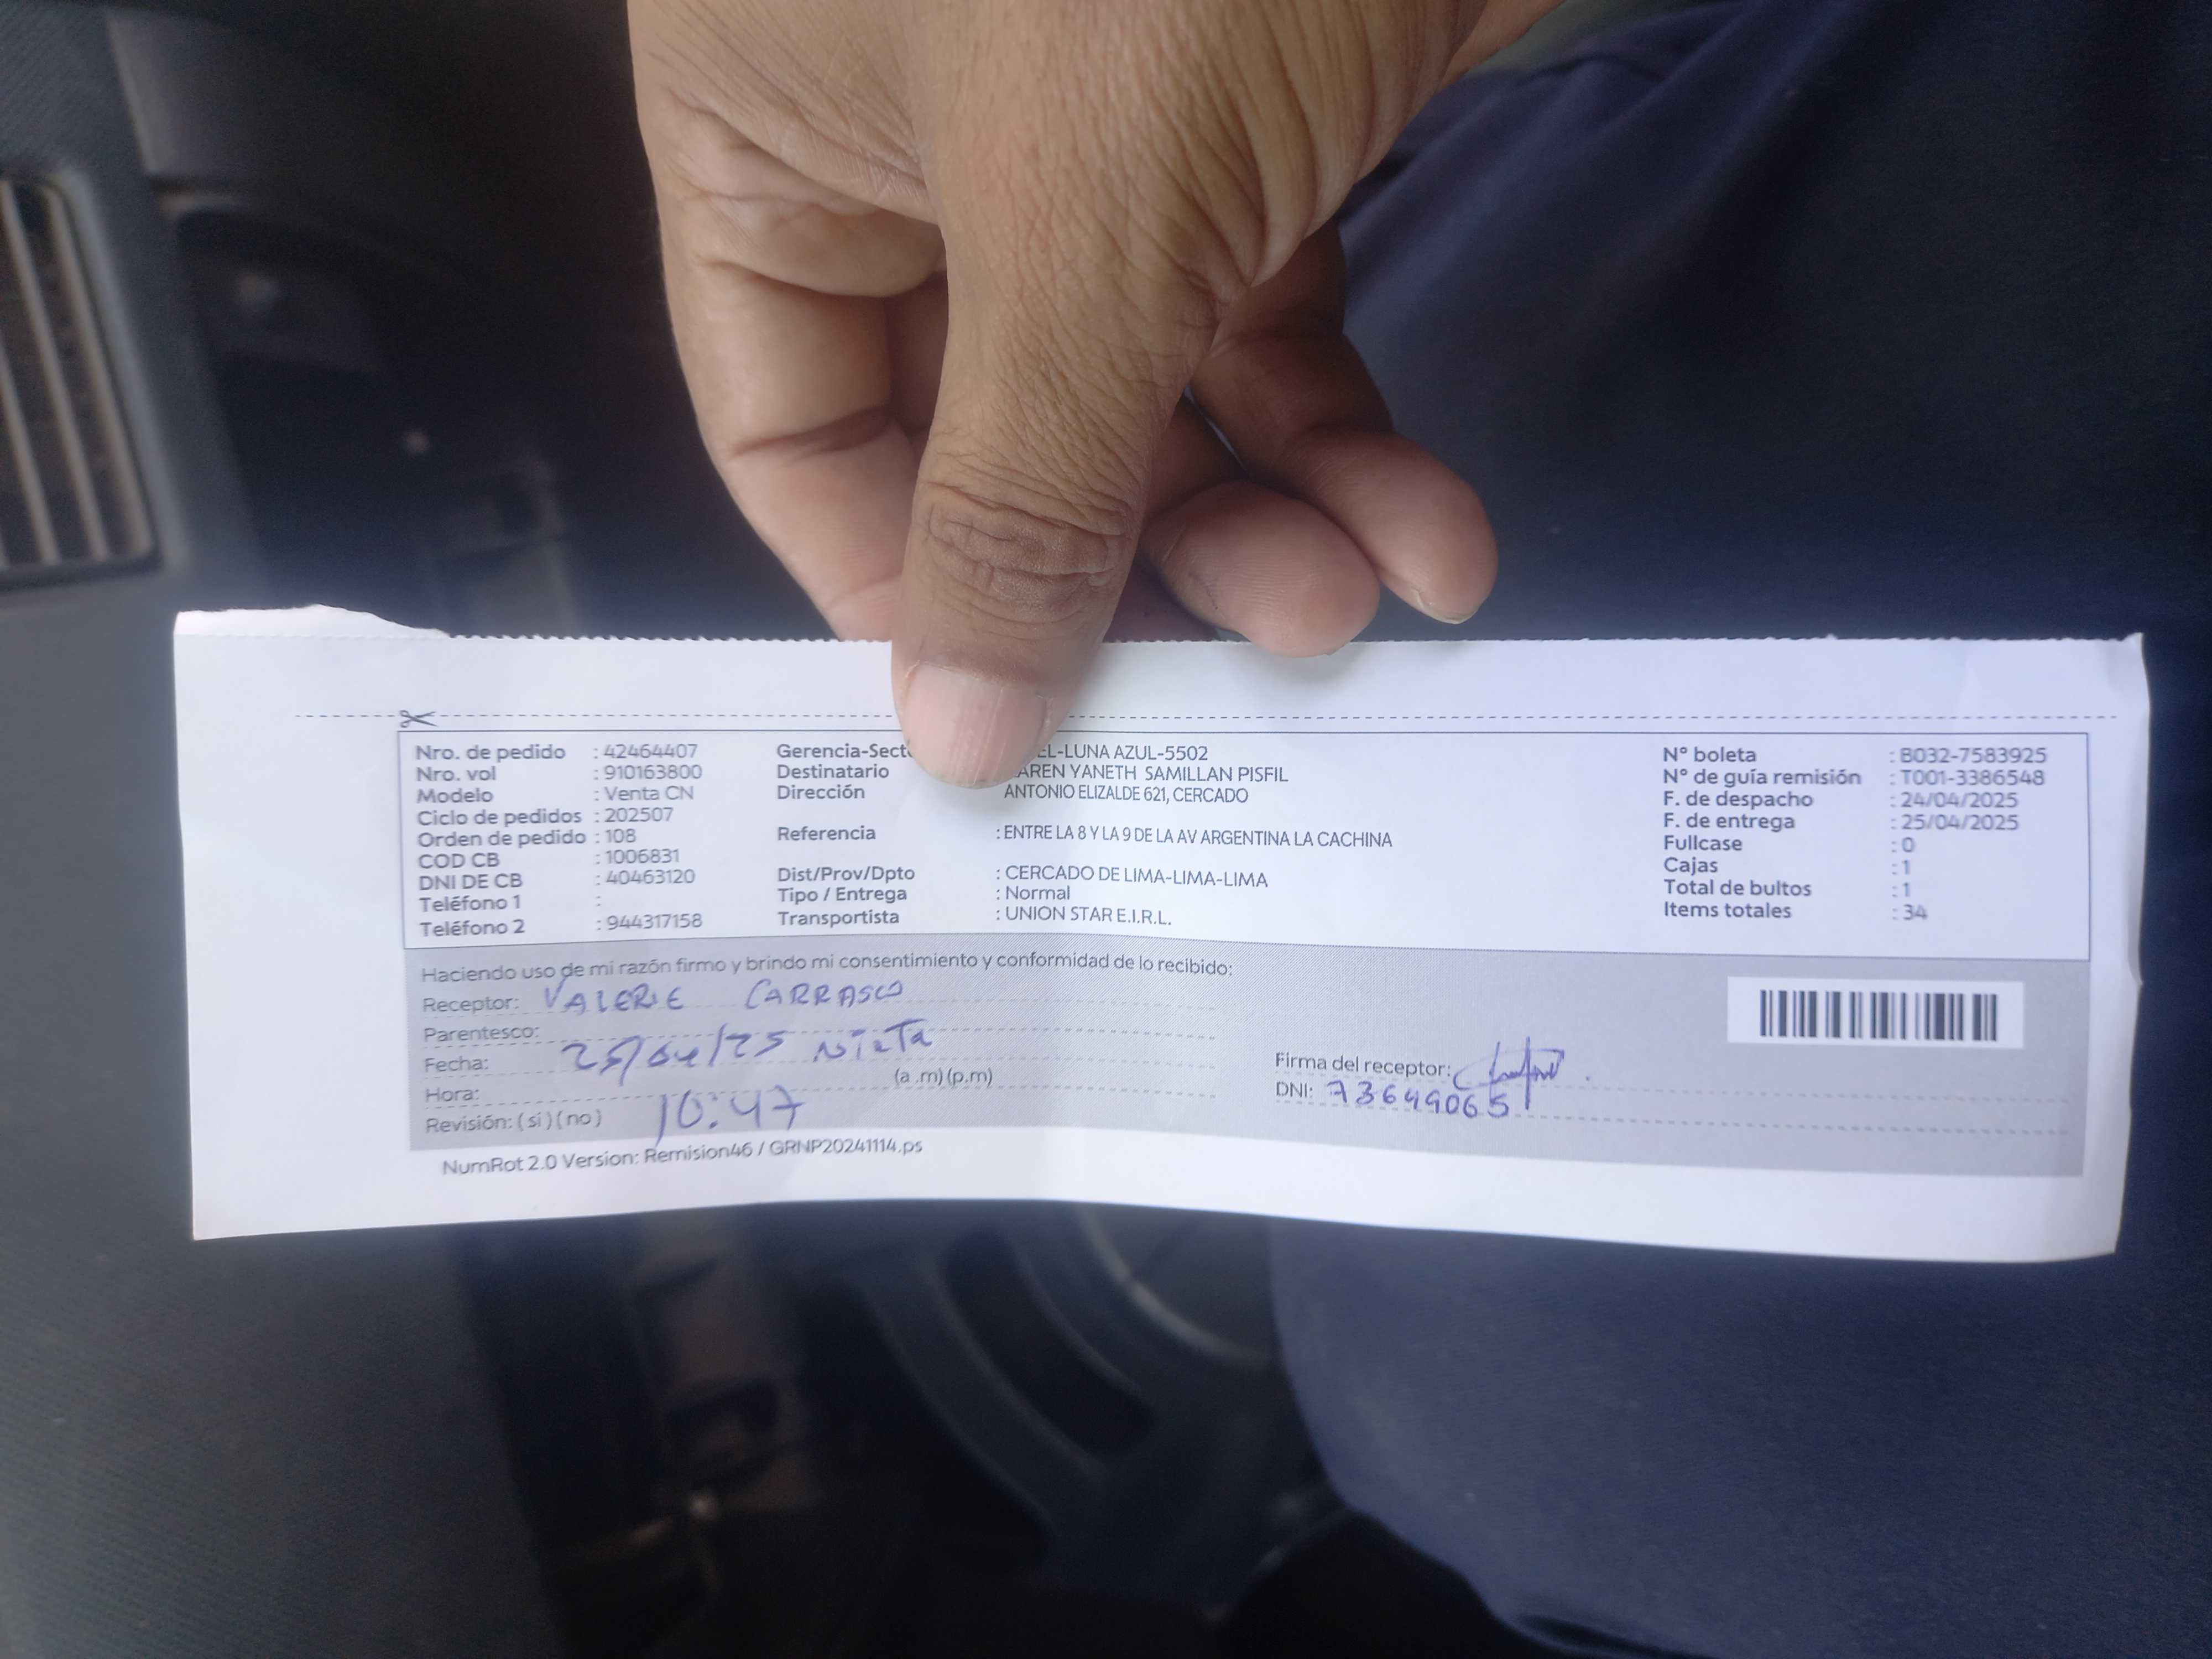 Nro. de pedido : 42464407
Nro. vol : 910163800
Modelo : Venta CN
Ciclo de pedidos : 202507
Orden de pedido : 108
COD CB : 1006831
DNI DE CB : 40463120
Teléfono 1 :
Teléfono 2 : 944317158
Gerencia-Sect EL-LUNA AZUL-5502
Destinatario AREN YANETH SAMILLAN PISFIL
Dirección ANTONIO ELIZALDE 621, CERCADO
Referencia : ENTRE LA 8 Y LA 9 DE LA AV ARGENTINA LA CACHINA
Dist/Prov/Dpto : CERCADO DE LIMA-LIMA-LIMA
Tipo / Entrega : Normal
Transportista : UNION STAR E.I.R.L.
N° boleta : B032-7583925
N° de guía remisión : T001-3386548
F. de despacho : 24/04/2025
F. de entrega : 25/04/2025
Fullcase : 0
Cajas : 1
Total de bultos : 1
Items totales : 34
Haciendo uso de mi razón firmo y brindo mi consentimiento y conformidad de lo recibido:
Receptor: VALERIE CARRASCO
Parentesco: Nieta
Fecha: 25/04/25
Hora: 10:47 (a .m) (p.m)
Revisión: ( si ) ( no )
Firma del receptor:
DNI: 73649065
NumRot 2.0 Version: Remision46 / GRNP20241114.ps